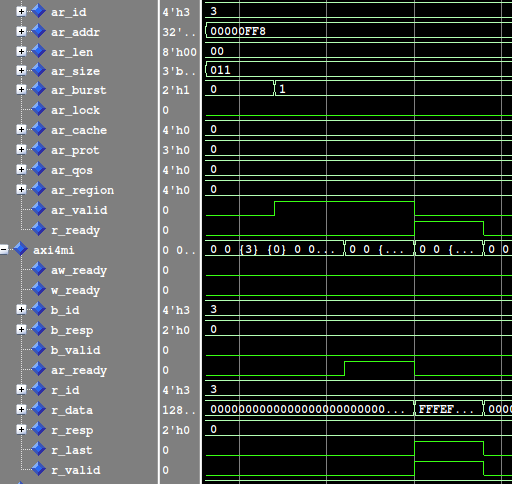 ar_id 4'h3 3
ar_addr 32'... 00000FF8
ar_len 8'h00 00
ar_size 3'b... 011
ar_burst 2'h1 0 1
ar_lock 0
ar_cache 4'h0 0
ar_prot 3'h0 0
ar_qos 4'h0 0
ar_region 4'h0 0
ar_valid 0
r_ready 0
axi4mi 0 0... 0 0 {3} {0} 0 0... 0 0 {... 0 0 {... 0 0
aw_ready 0
w_ready 0
b_id 4'h3 3
b_resp 2'h0 0
b_valid 0
ar_ready 0
r_id 4'h3 3
r_data 128... 000000000000000000000000... FFFEF... 0000
r_resp 2'h0 0
r_last 0
r_valid 0